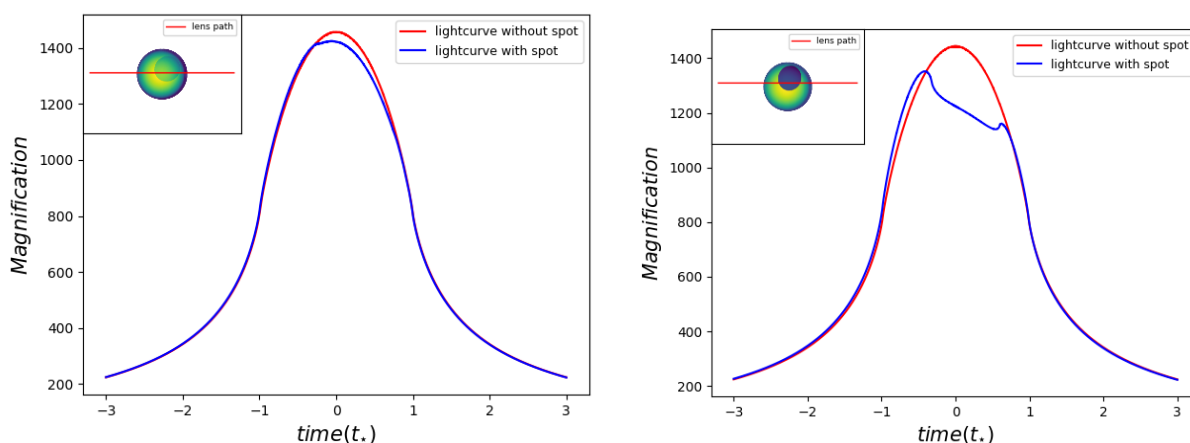 lens path
lightcurve without spot
lightcurve with spot
1400
1200
1000
800
600
400
200
Magnification
−3 −2 −1 0 1 2 3
time(t⋆)
lens path
lightcurve without spot
lightcurve with spot
1400
1200
1000
800
600
400
200
Magnification
−3 −2 −1 0 1 2 3
time(t⋆)